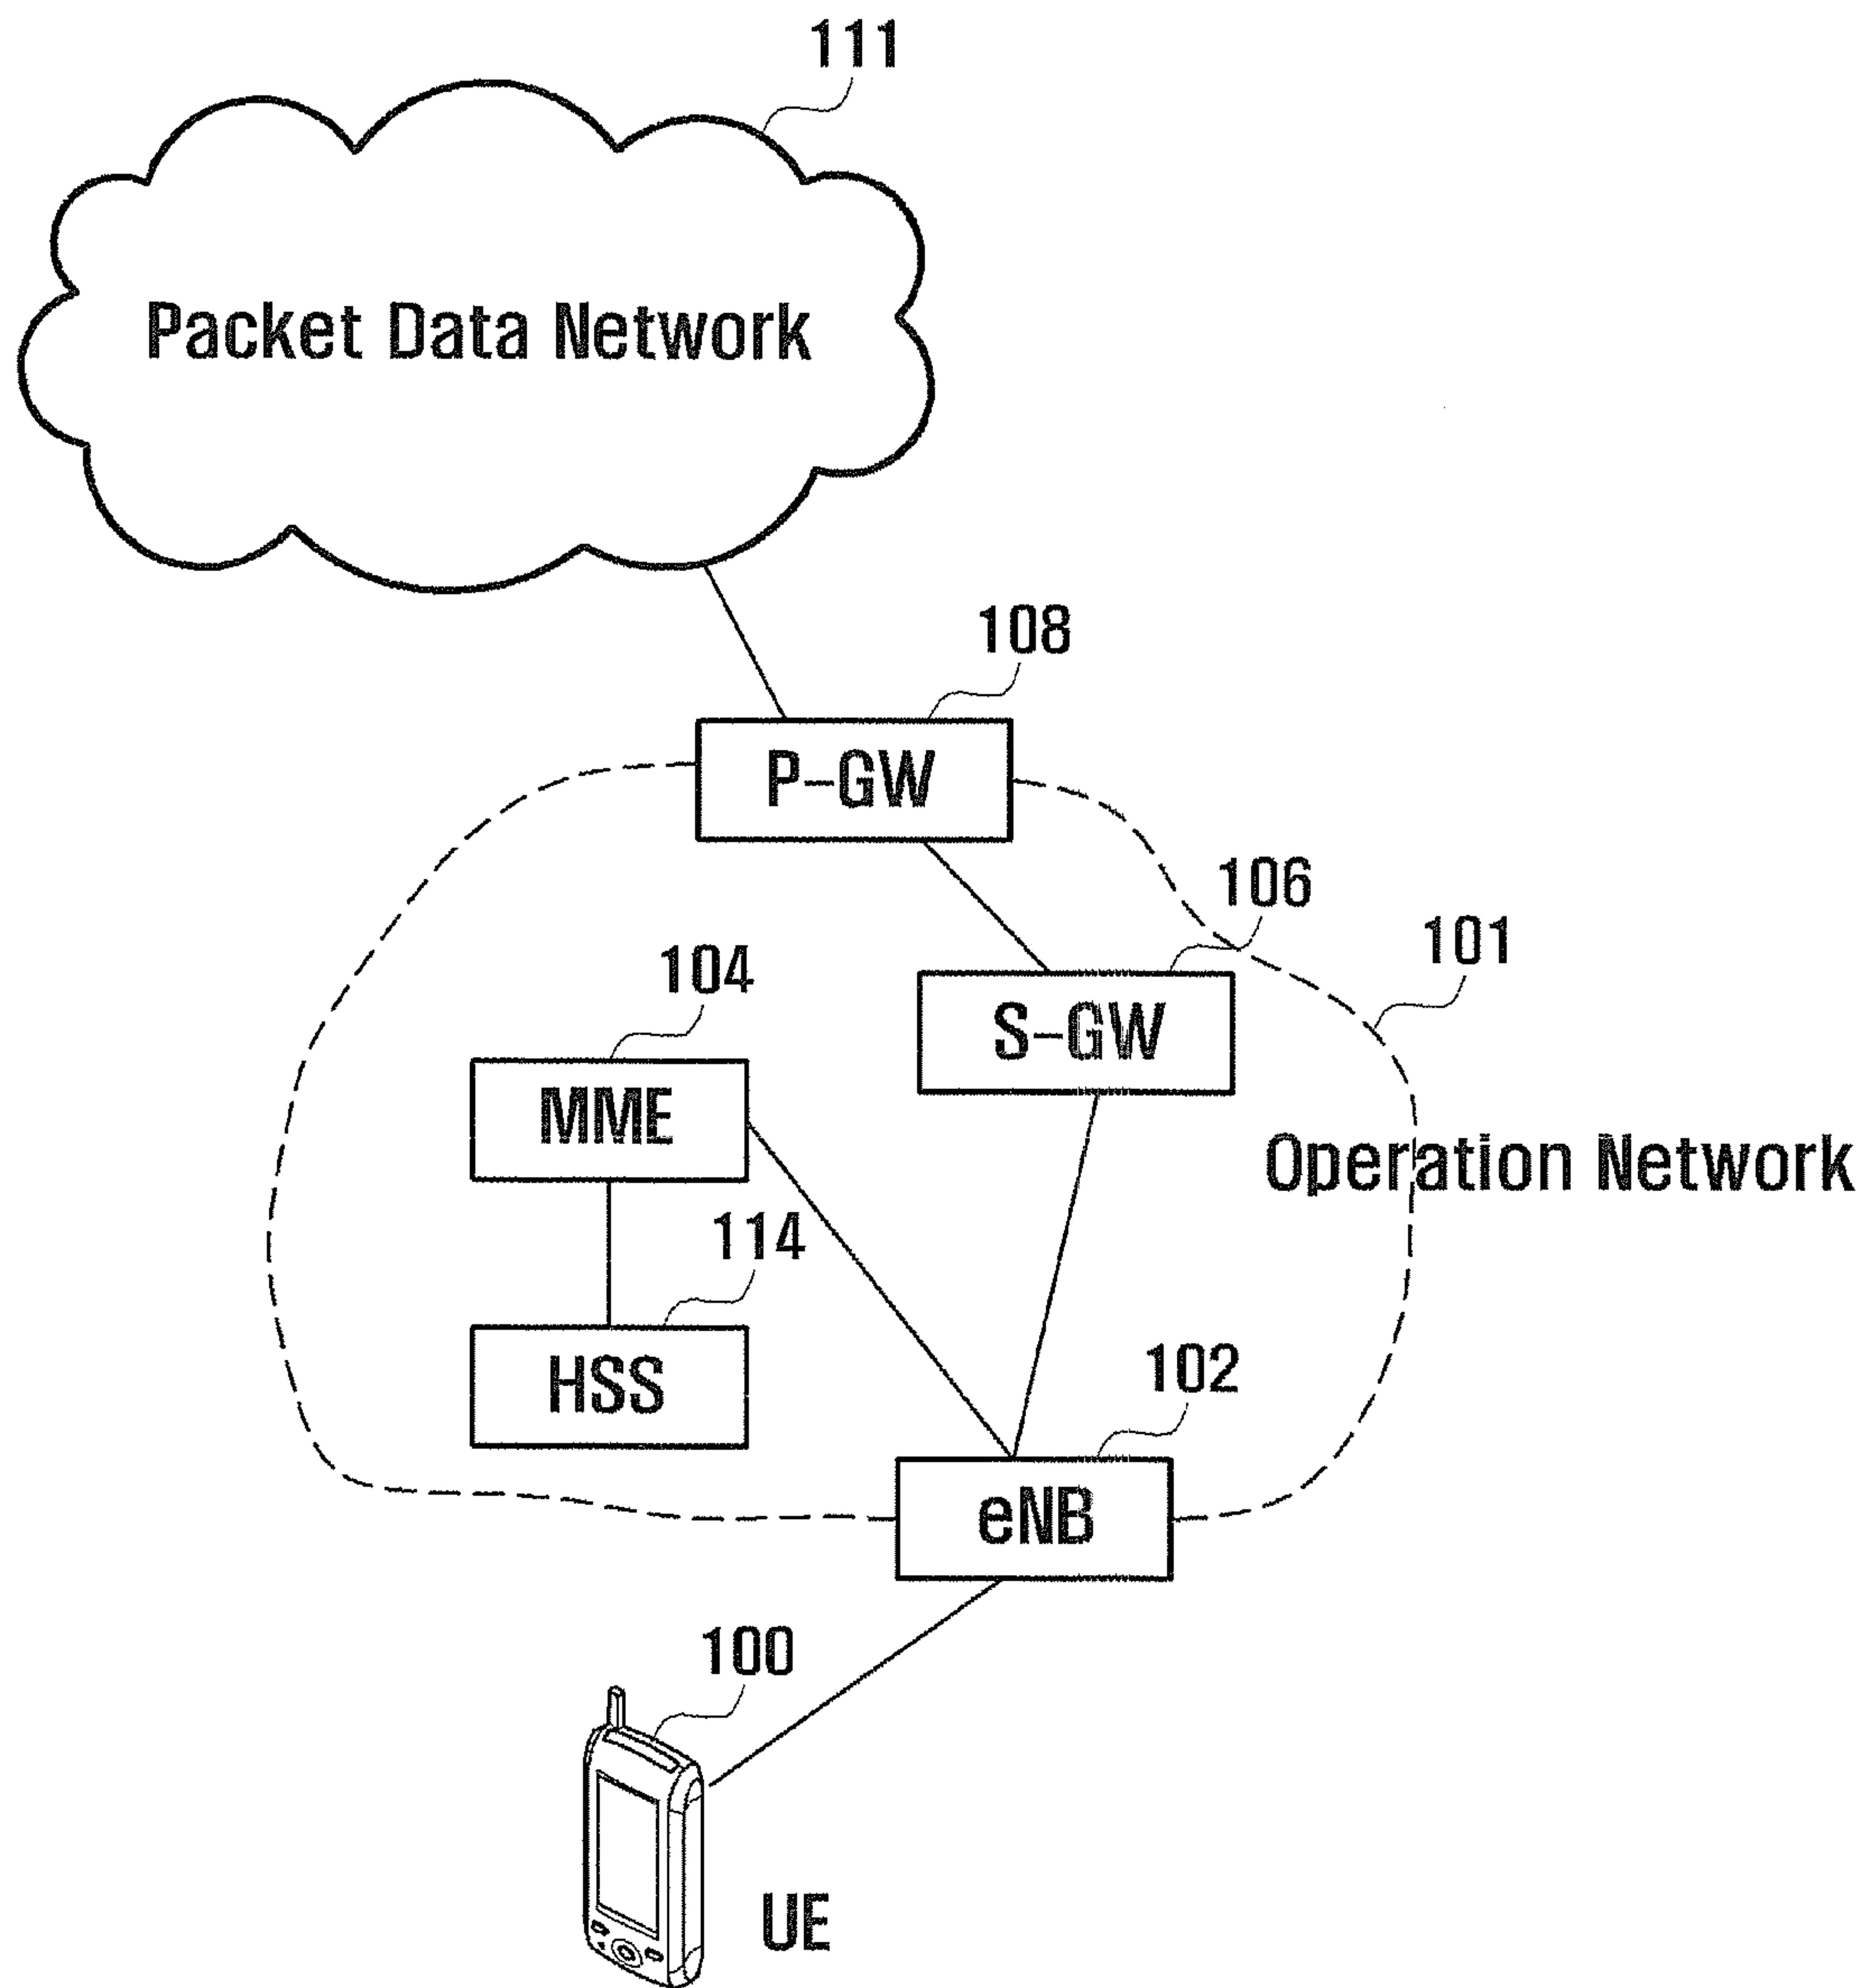 111
Packet Data Network
108
P-GW
106
101
104
S-GW
MME
Operation Network
114
HSS
102
eNB
100
UE